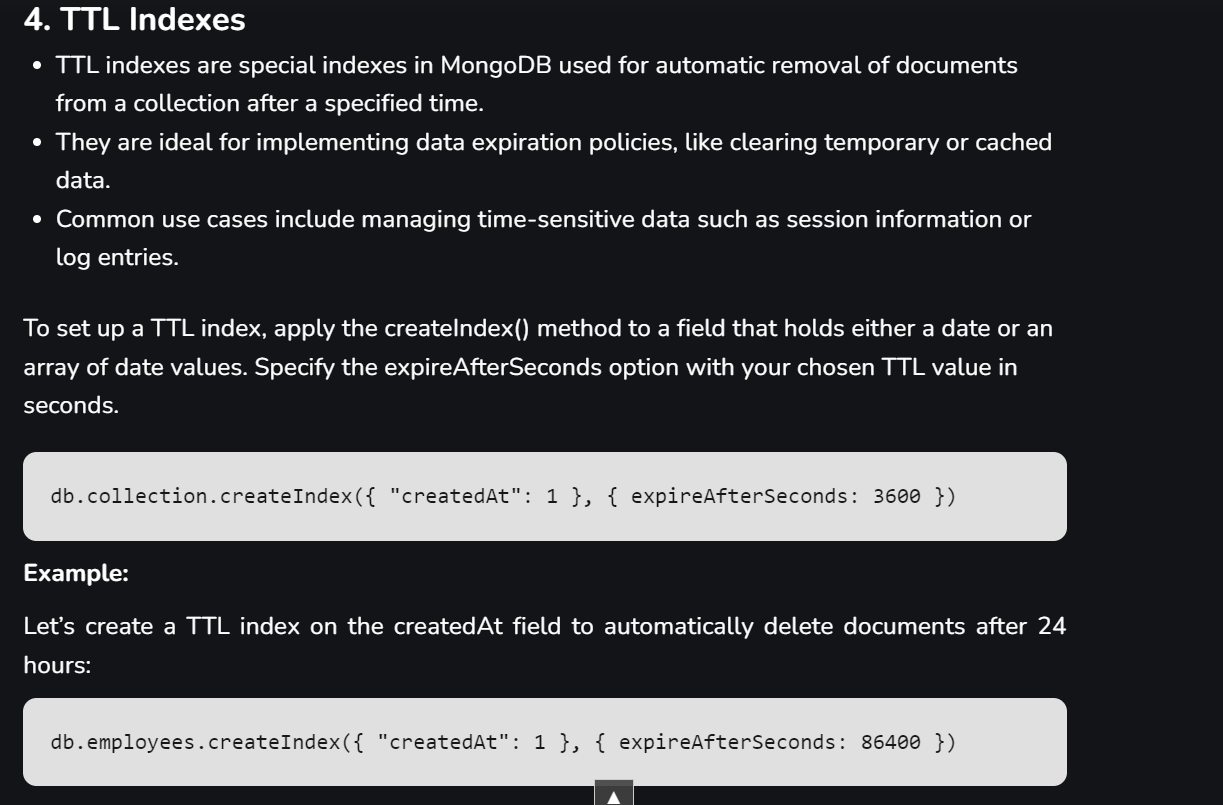 4. TTL Indexes
• TTL indexes are special indexes in MongoDB used for automatic removal of documents
from a collection after a specified time.
• They are ideal for implementing data expiration policies, like clearing temporary or cached
data.
• Common use cases include managing time-sensitive data such as session information or
log entries.
To set up a TTL index, apply the createIndex() method to a field that holds either a date or an
array of date values. Specify the expireAfterSeconds option with your chosen TTL value in
seconds.
db.collection.createIndex({ "createdAt": 1 }, { expireAfterSeconds: 3600 })
Example:
Let’s create a TTL index on the createdAt field to automatically delete documents after 24
hours:
db.employees.createIndex({ "createdAt": 1 }, { expireAfterSeconds: 86400 })